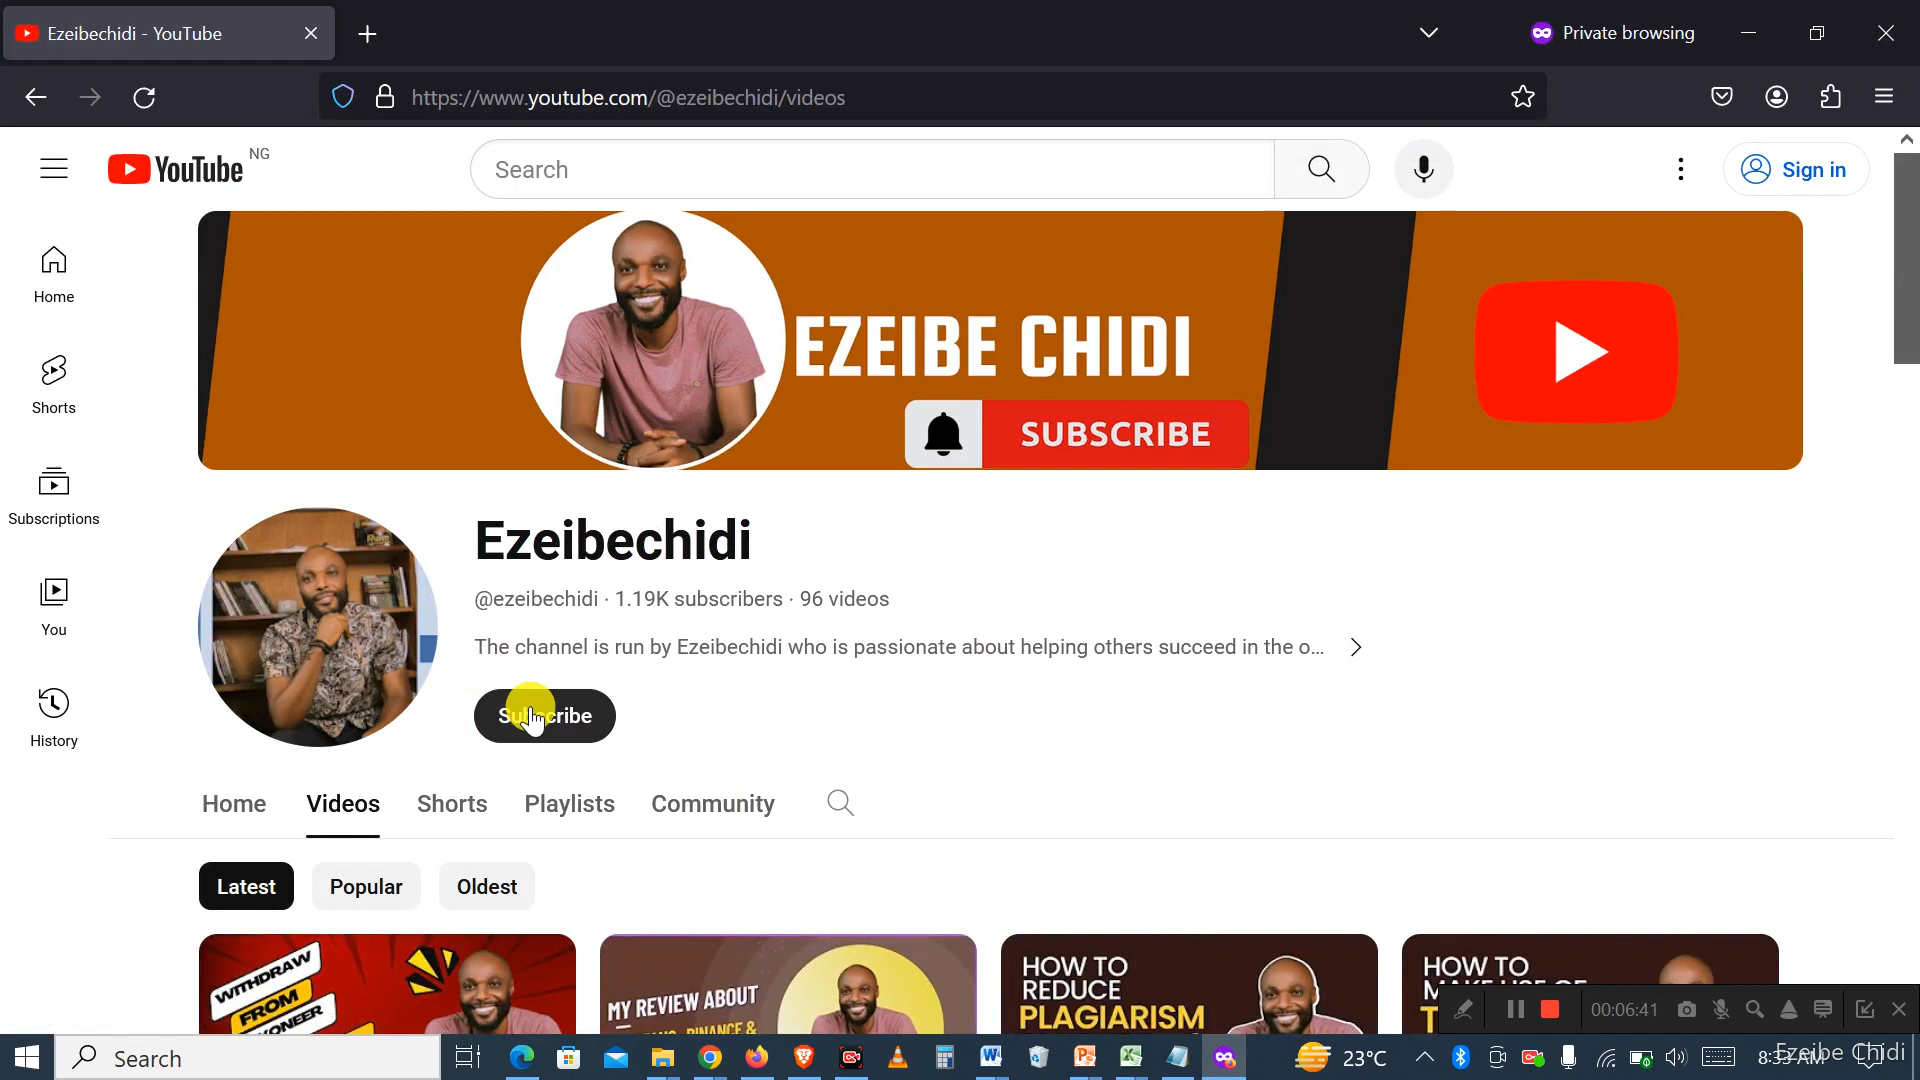 Ezeibechidi - YouTube
Private browsing
https://www.youtube.com/@ezeibechidi/videos
YouTube NG
Search
Sign in
Home
Shorts
Subscriptions
You
History
EZEIBE CHIDI
SUBSCRIBE
Ezeibechidi
@ezeibechidi · 1.19K subscribers · 96 videos
The channel is run by Ezeibechidi who is passionate about helping others succeed in the o...
Subscribe
Home Videos Shorts Playlists Community
Latest Popular Oldest
WITHDRAW
FROM
MY REVIEW ABOUT
BINANCE &
HOW TO
REDUCE
PLAGIARISM
HOW TO
00:06:41
Search
23°C
Ezeibe Chidi